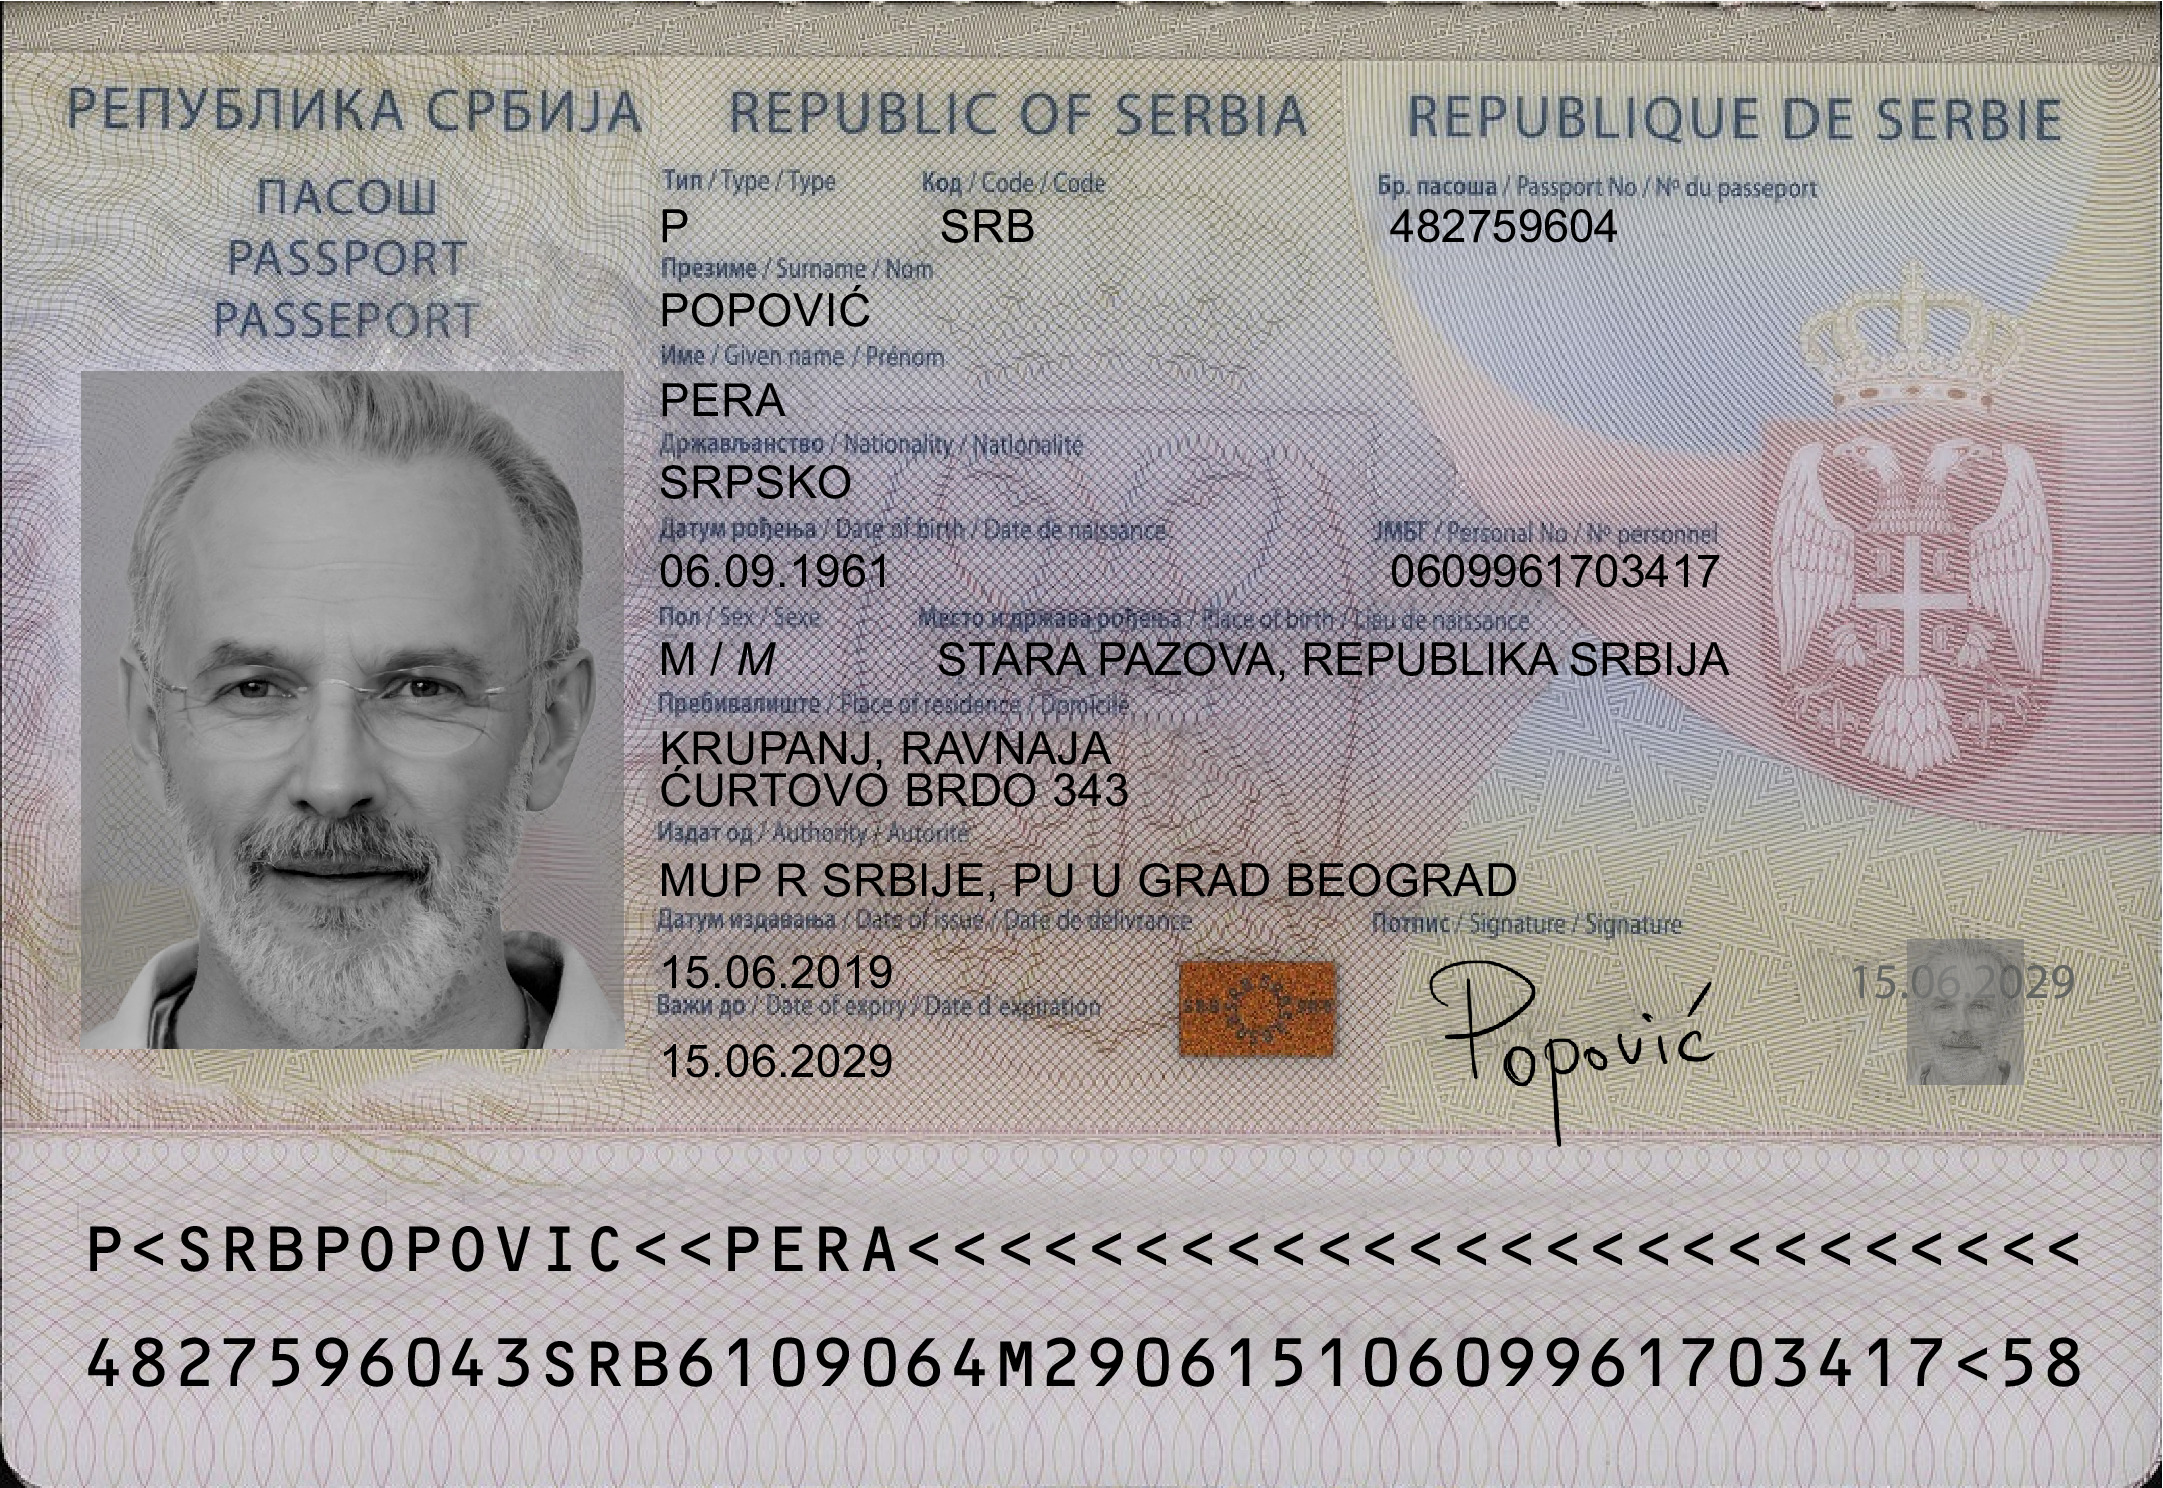 РЕПУБЛИКА СРБИЈА REPUBLIC OF SERBIA REPUBLIQUE DE SERBIE
ПАСОШ
PASSPORT
PASSEPORT
Тип / Type / Type Код / Code / Code Бр. пасоша / Passport No / Nº du passeport
P SRB 482759604
Презиме / Surname / Nom
POPOVIĆ
Име / Given name / Prénom
PERA
Држављанство / Nationality / Nationalité
SRPSKO
Датум рођења / Date of birth / Date de naissance ЈМБГ / Personal No / Nº personnel
06.09.1961 0609961703417
Пол / Sex / Sexe Место и држава рођења / Place of birth / Lieu de naissance
M / M STARA PAZOVA, REPUBLIKA SRBIJA
Пребивалиште / Place of residence / Domicile
KRUPANJ, RAVNAJA
ĆURTOVO BRDO 343
Издат од / Authority / Autorité
MUP R SRBIJE, PU U GRAD BEOGRAD
Датум издавања / Date of issue / Date de délivrance Потпис / Signature / Signature
15.06.2019
Важи до / Date of expiry / Date d expiration
15.06.2029
Popović
15.06.2029
P<SRBPOPOVIC<<PERA<<<<<<<<<<<<<<<<<<<<<<<<<<
4827596043SRB6109064M29061510609961703417<58